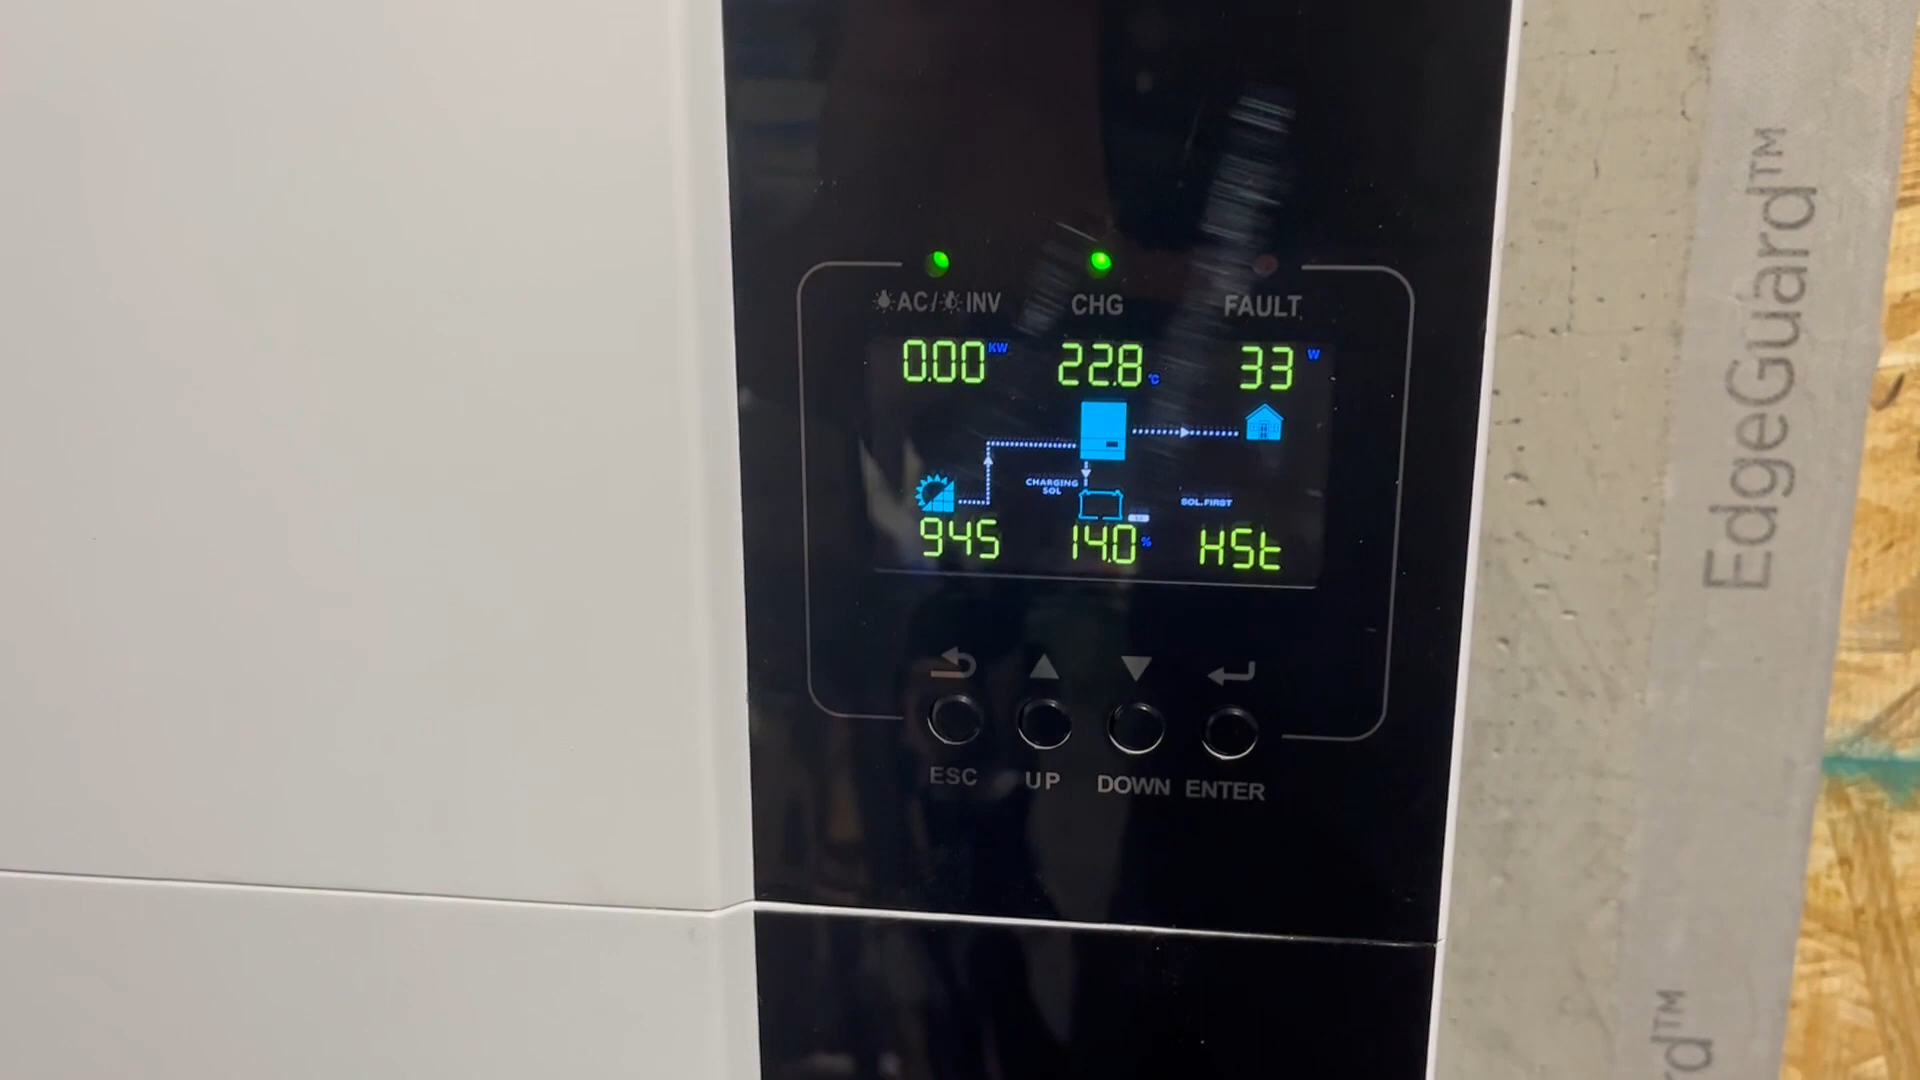 AC/ INV CHG FAULT
0.00 KW 22.8 °C 33 W
CHARGING
SOL
SOL.FIRST
945 14.0 % HSt
ESC UP DOWN ENTER
EdgeGuard™
rd™